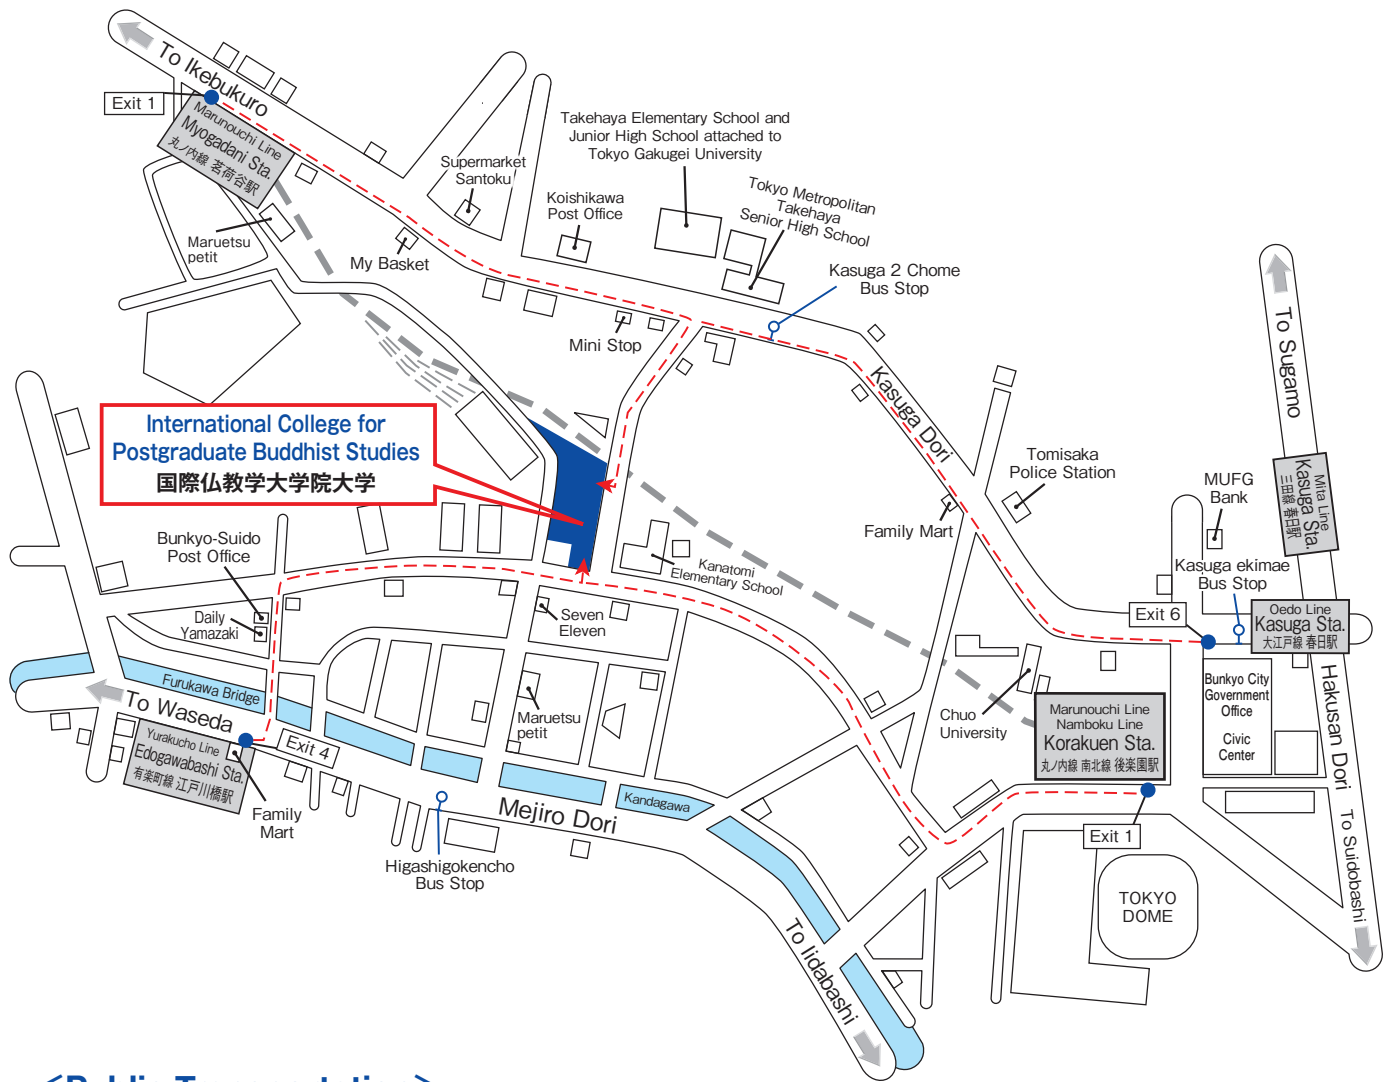 To Ikebukuro
Exit 1
Marunouchi Line
Myogadani Sta.
丸ノ内線 茗荷谷駅
Maruetsu
petit
My Basket
Supermarket
Santoku
Koishikawa
Post Office
Takehaya Elementary School and
Junior High School attached to
Tokyo Gakugei University
Tokyo Metropolitan
Takehaya
Senior High School
Kasuga 2 Chome
Bus Stop
Mini Stop
Kasuga Dori
To Sugamo
International College for
Postgraduate Buddhist Studies
国際仏教学大学院大学
Tomisaka
Police Station
Family Mart
MUFG
Bank
Mita Line
Kasuga Sta.
三田線 春日駅
Kasuga ekimae
Bus Stop
Exit 6
Oedo Line
Kasuga Sta.
大江戸線 春日駅
Bunkyo-Suido
Post Office
Daily
Yamazaki
Kanatomi
Elementary School
Seven
Eleven
Maruetsu
petit
Furukawa Bridge
To Waseda
Yurakucho Line
Edogawabashi Sta.
有楽町線 江戸川橋駅
Exit 4
Family
Mart
Chuo
University
Marunouchi Line
Namboku Line
Korakuen Sta.
丸ノ内線 南北線 後楽園駅
Bunkyo City
Government
Office
Civic
Center
Hakusan Dori
To Suidobashi
Kandagawa
Mejiro Dori
Higashigokencho
Bus Stop
Exit 1
TOKYO
DOME
To Iidabashi
<Public Transportation>